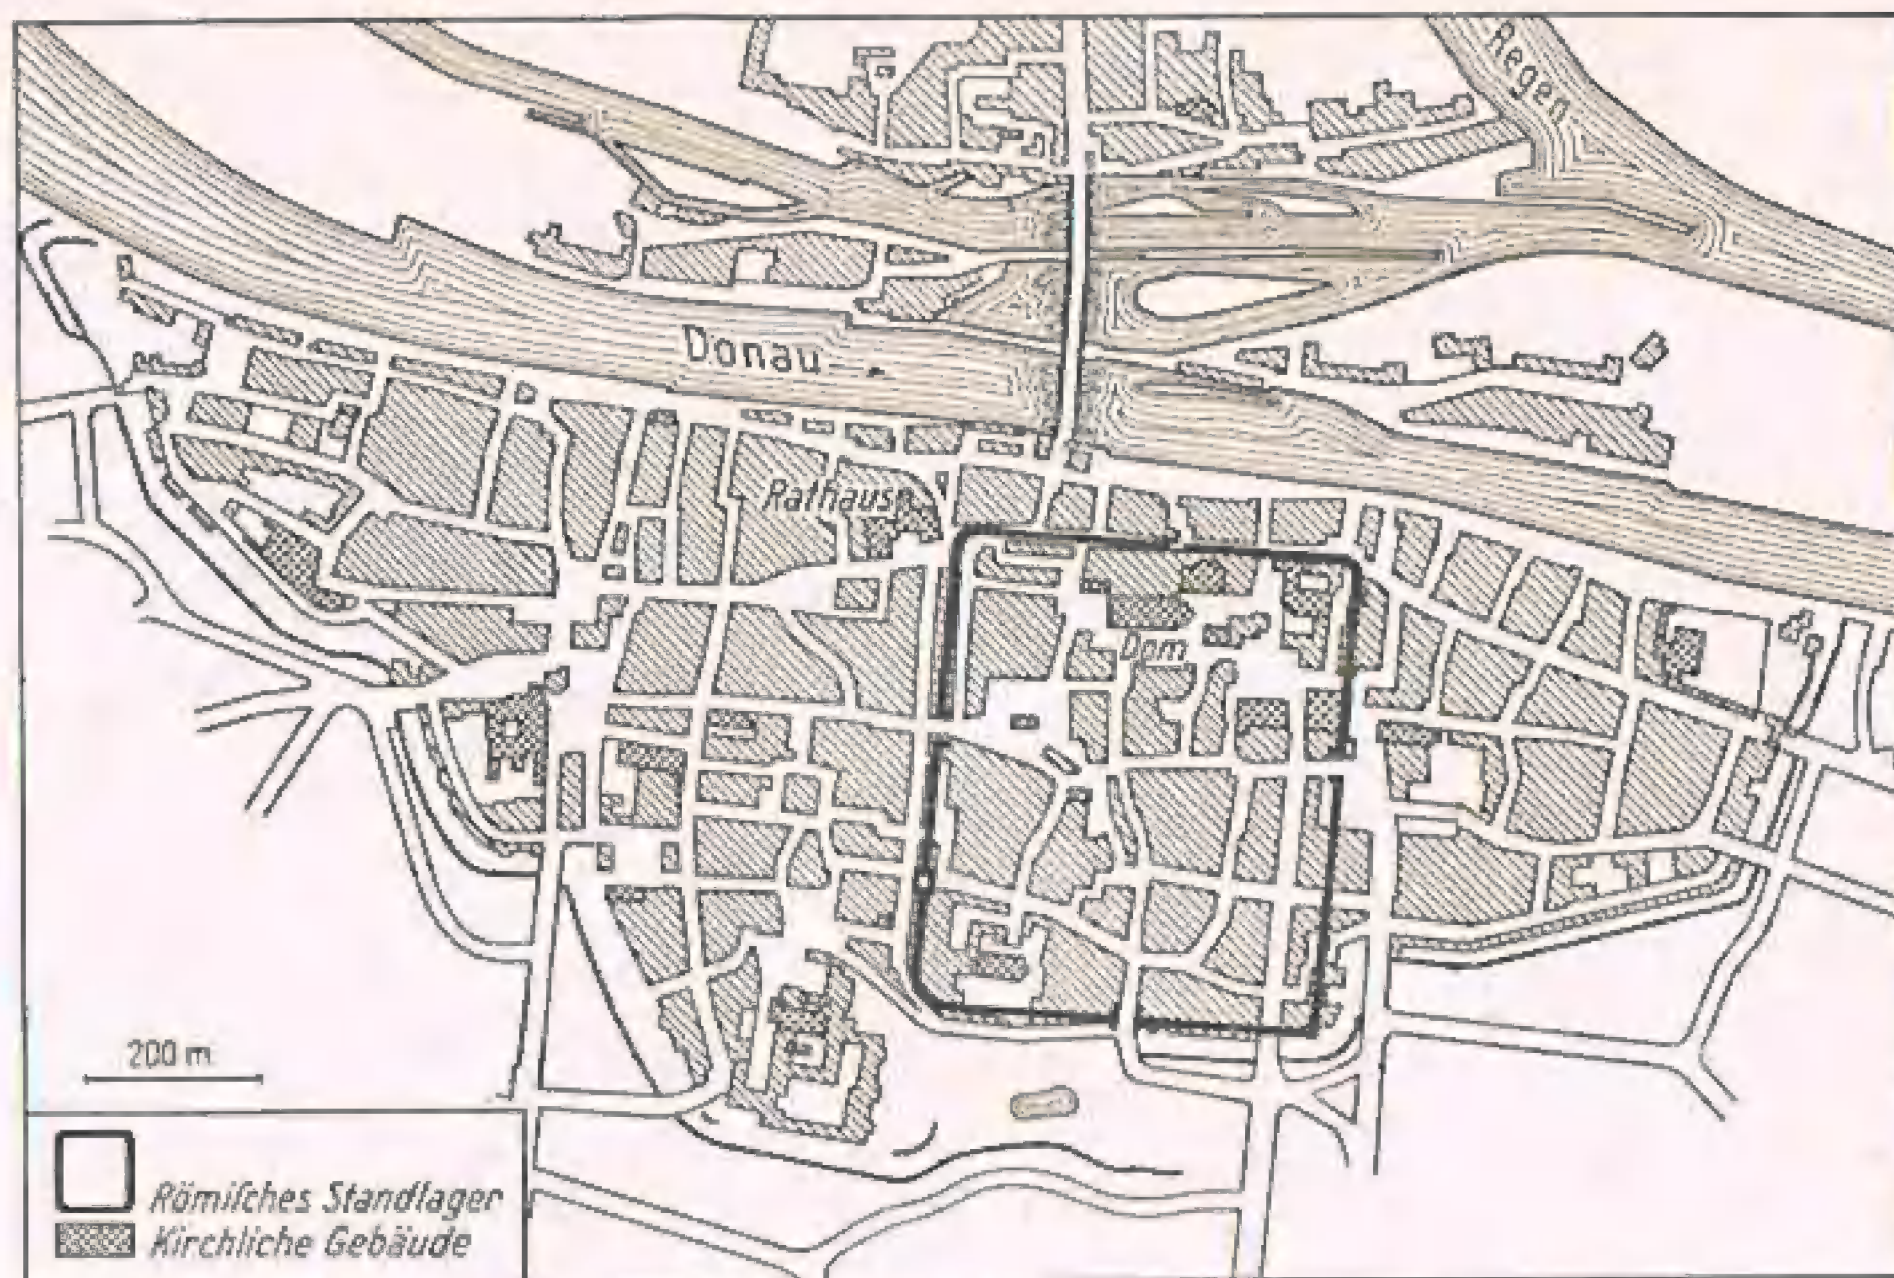 Regen
Donau
Rathaus
Dom
200 m
Römiſches Standlager
Kirchliche Gebäude